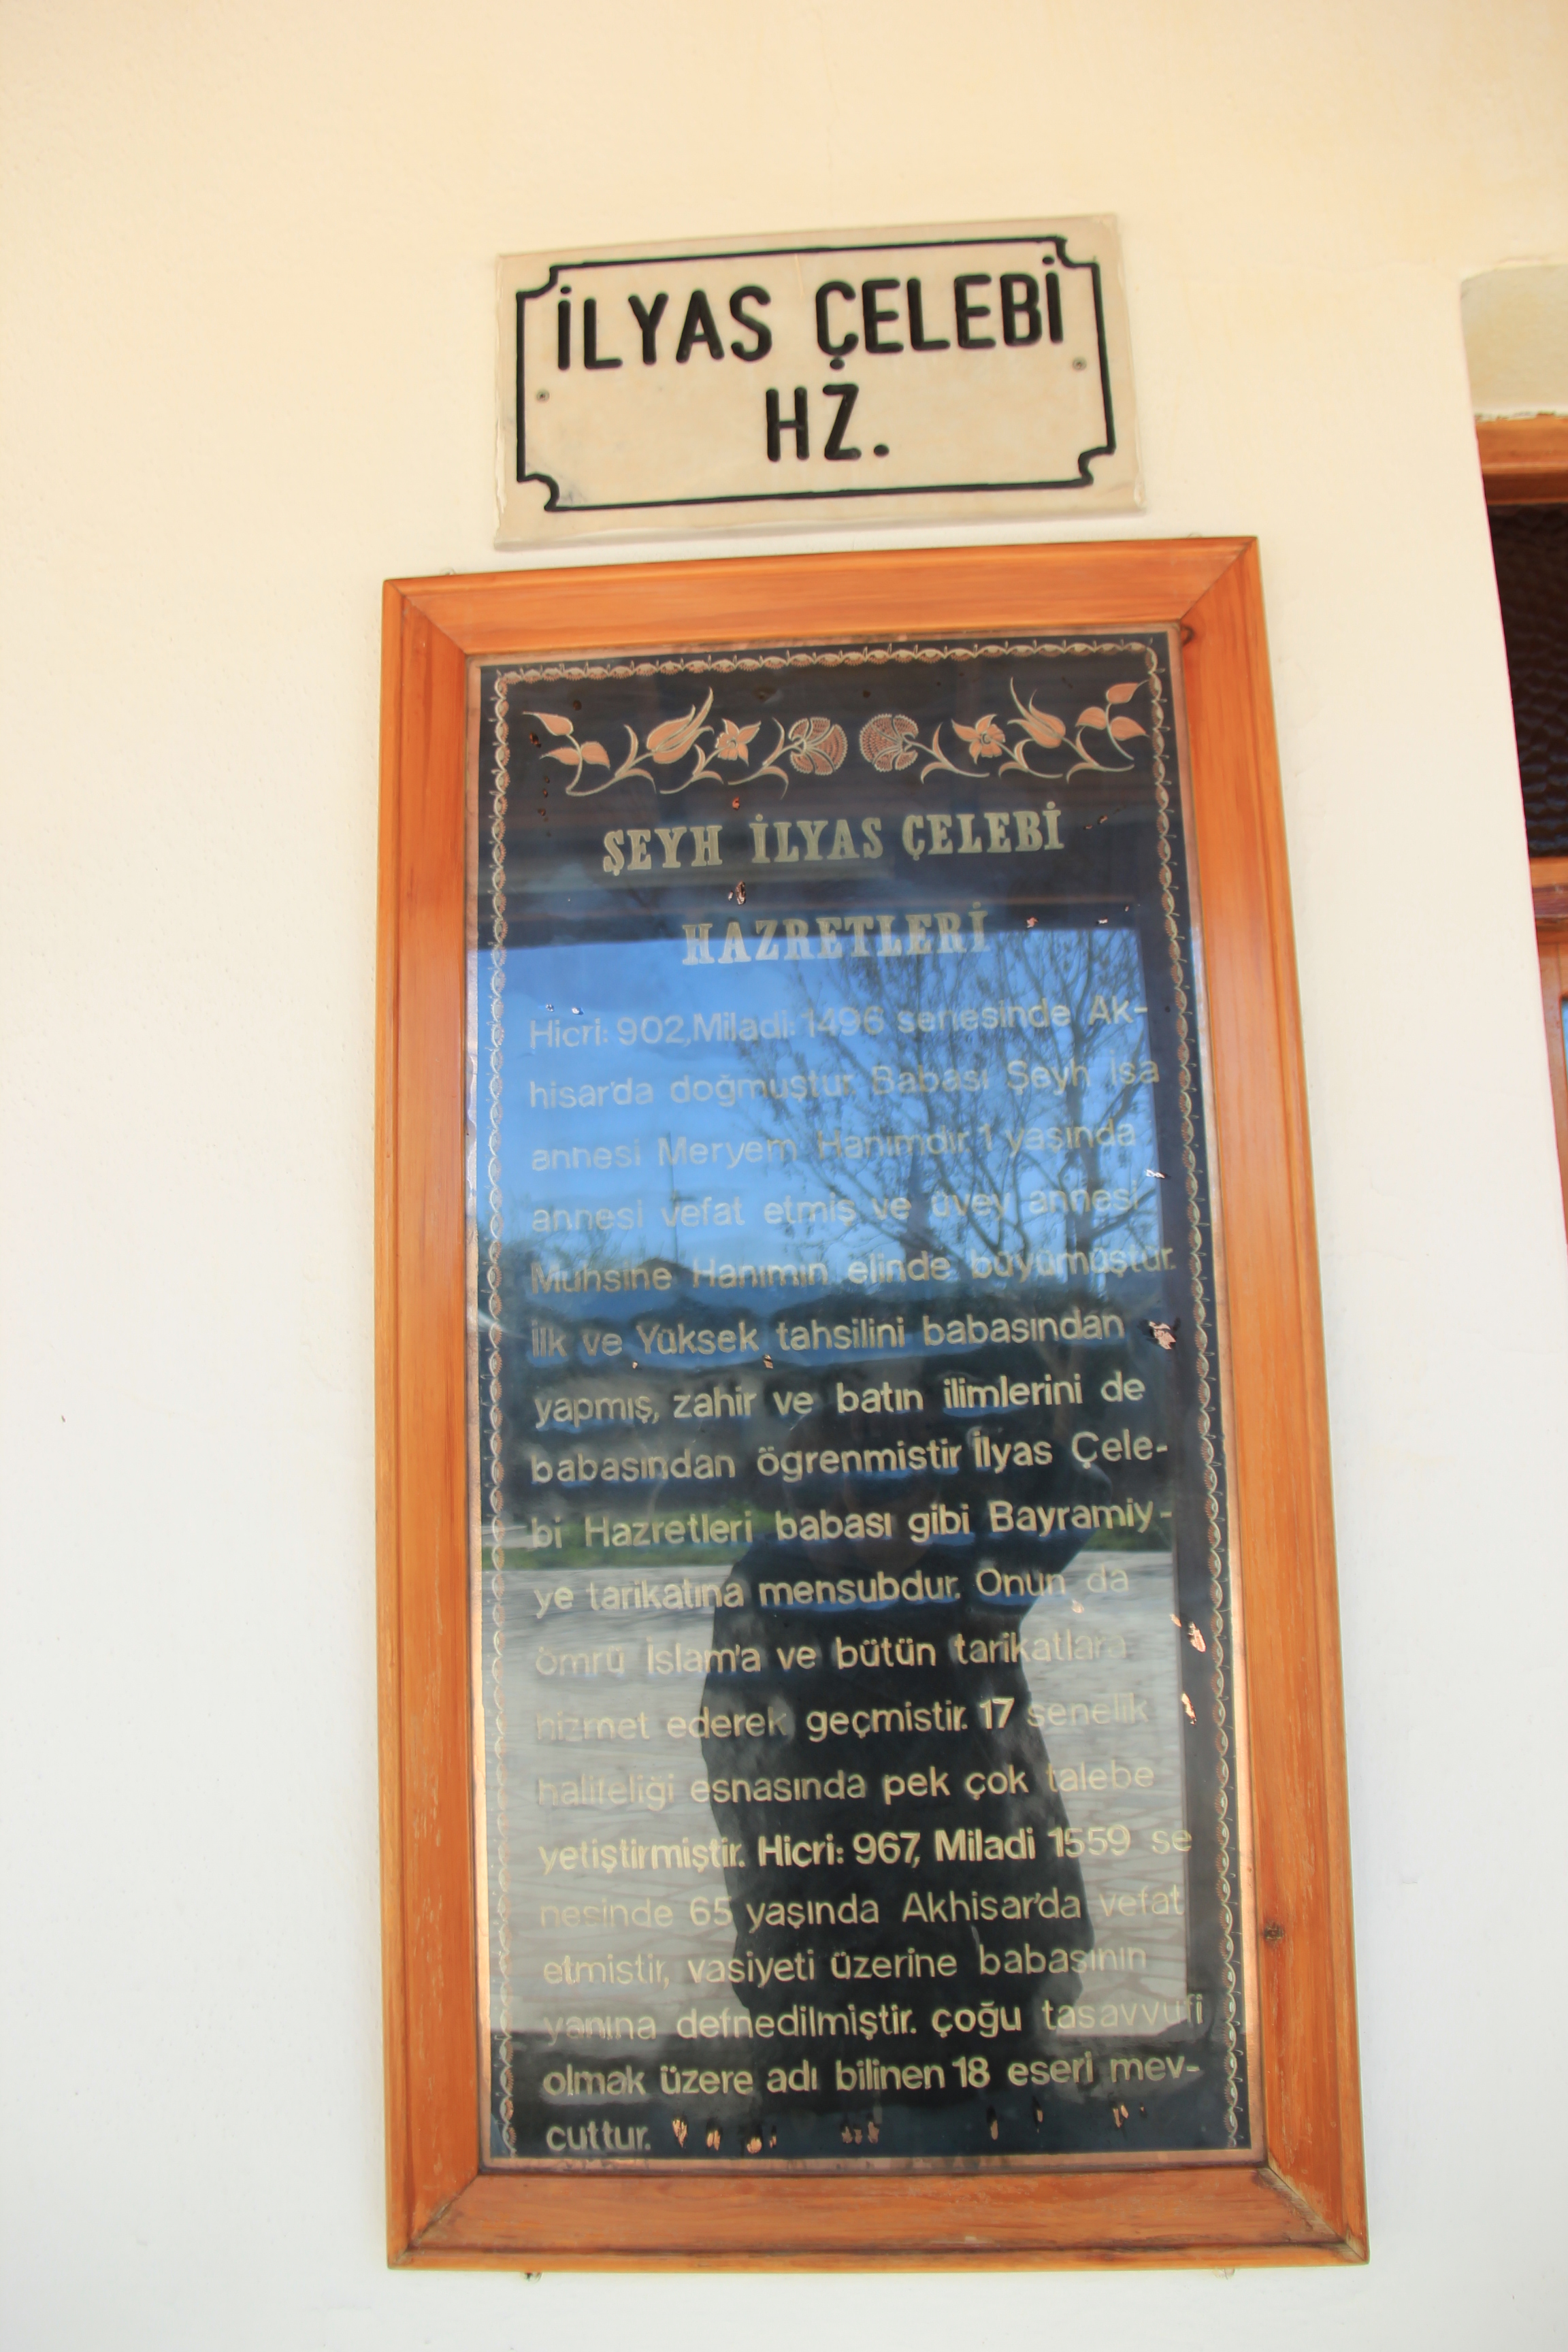 İLYAS ÇELEBİ
HZ.
ŞEYH İLYAS ÇELEBİ
HAZRETLERİ
Hicri: 902, Miladi: 1496 senesinde Ak-
hisar'da doğmuştur. Babası Şeyh İsa
annesi Meryem Hanımdır. 1 yaşında
annesi vefat etmiş ve üvey annesi
Muhsine Hanımın elinde büyümüştür.
İlk ve Yüksek tahsilini babasından
yapmış, zahir ve batın ilimlerini de
babasından ögrenmistir İlyas Çele-
bi Hazretleri babası gibi Bayramiy-
ye tarikatına mensubdur. Onun da
ömrü İslam'a ve bütün tarikatlara
hizmet ederek geçmistir. 17 senelik
halifeliği esnasında pek çok talebe
yetiştirmiştir. Hicri: 967, Miladi 1559 se
nesinde 65 yaşında Akhisar'da vefat
etmistir, vasiyeti üzerine babasının
yanına defnedilmiştir. çoğu tasavvufi
olmak üzere adı bilinen 18 eseri mev-
cuttur.